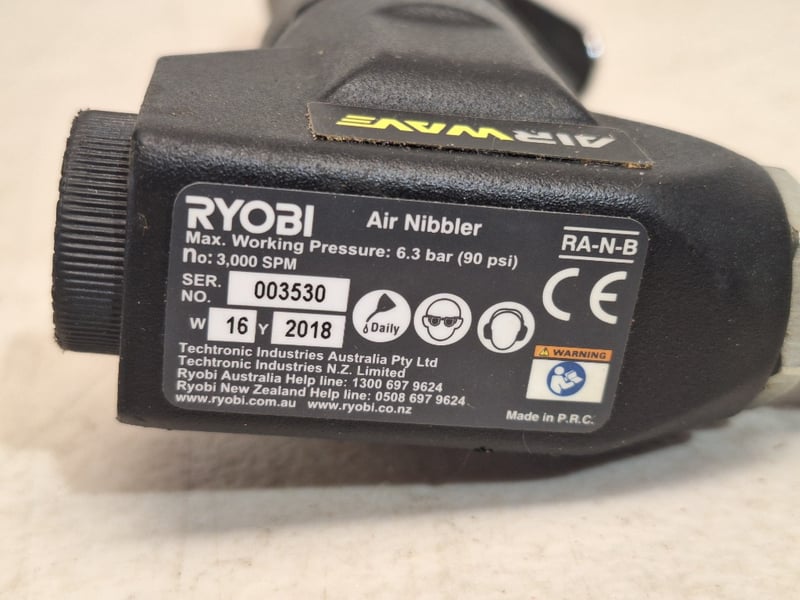 AIRWAVE
RYOBI Air Nibbler
RA-N-B
Max. Working Pressure: 6.3 bar (90 psi)
no: 3,000 SPM
SER. NO. 003530
W 16 Y 2018
Daily
CE
WARNING
Techtronic Industries Australia Pty Ltd
Techtronic Industries N.Z. Limited
Ryobi Australia Help line: 1300 697 9624
Ryobi New Zealand Help line: 0508 697 9624
www.ryobi.com.au www.ryobi.co.nz
Made in P.R.C.